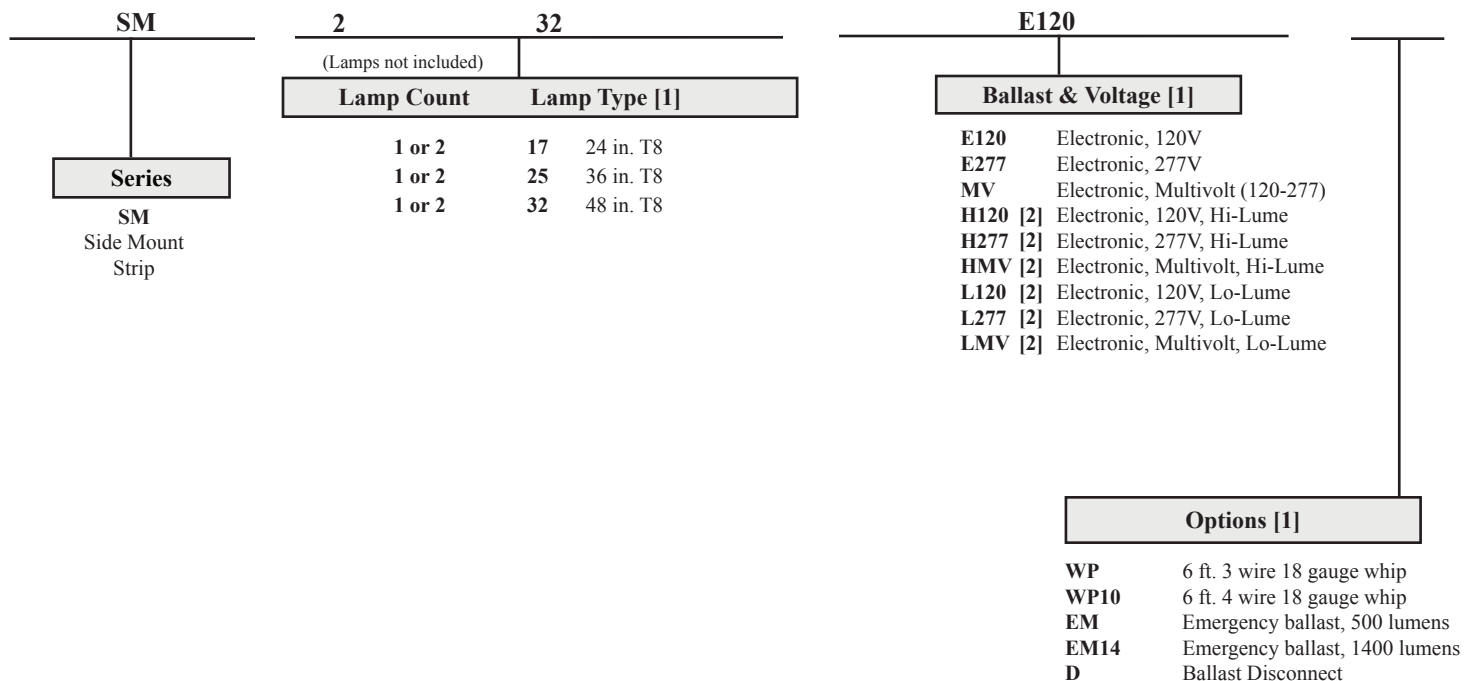 SM 2 32 E120
(Lamps not included)
Lamp Count Lamp Type [1]
1 or 2 17 24 in. T8
1 or 2 25 36 in. T8
1 or 2 32 48 in. T8
Series
SM
Side Mount
Strip
Ballast & Voltage [1]
E120 Electronic, 120V
E277 Electronic, 277V
MV Electronic, Multivolt (120-277)
H120 [2] Electronic, 120V, Hi-Lume
H277 [2] Electronic, 277V, Hi-Lume
HMV [2] Electronic, Multivolt, Hi-Lume
L120 [2] Electronic, 120V, Lo-Lume
L277 [2] Electronic, 277V, Lo-Lume
LMV [2] Electronic, Multivolt, Lo-Lume
Options [1]
WP 6 ft. 3 wire 18 gauge whip
WP10 6 ft. 4 wire 18 gauge whip
EM Emergency ballast, 500 lumens
EM14 Emergency ballast, 1400 lumens
D Ballast Disconnect